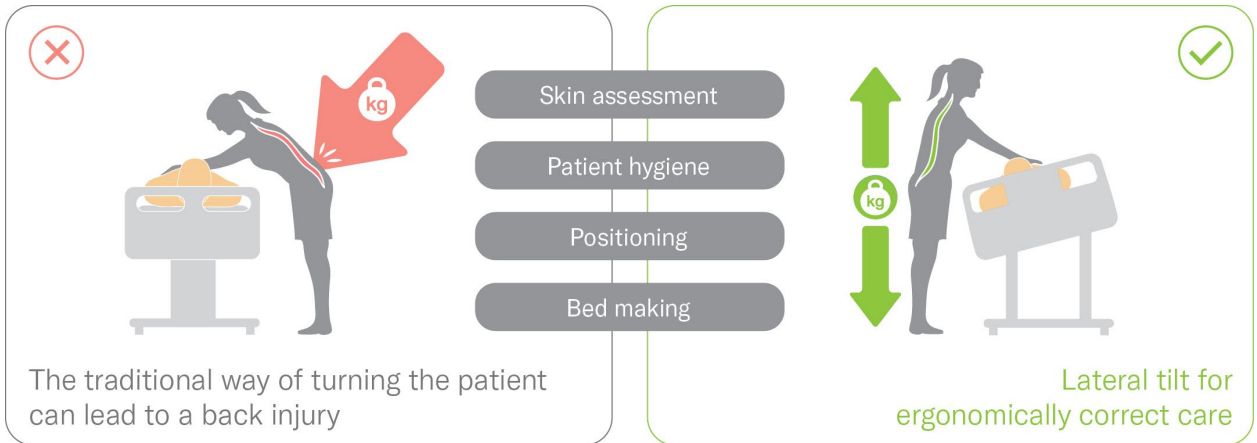 kg
Skin assessment
Patient hygiene
Positioning
Bed making
kg
The traditional way of turning the patient
can lead to a back injury
Lateral tilt for
ergonomically correct care